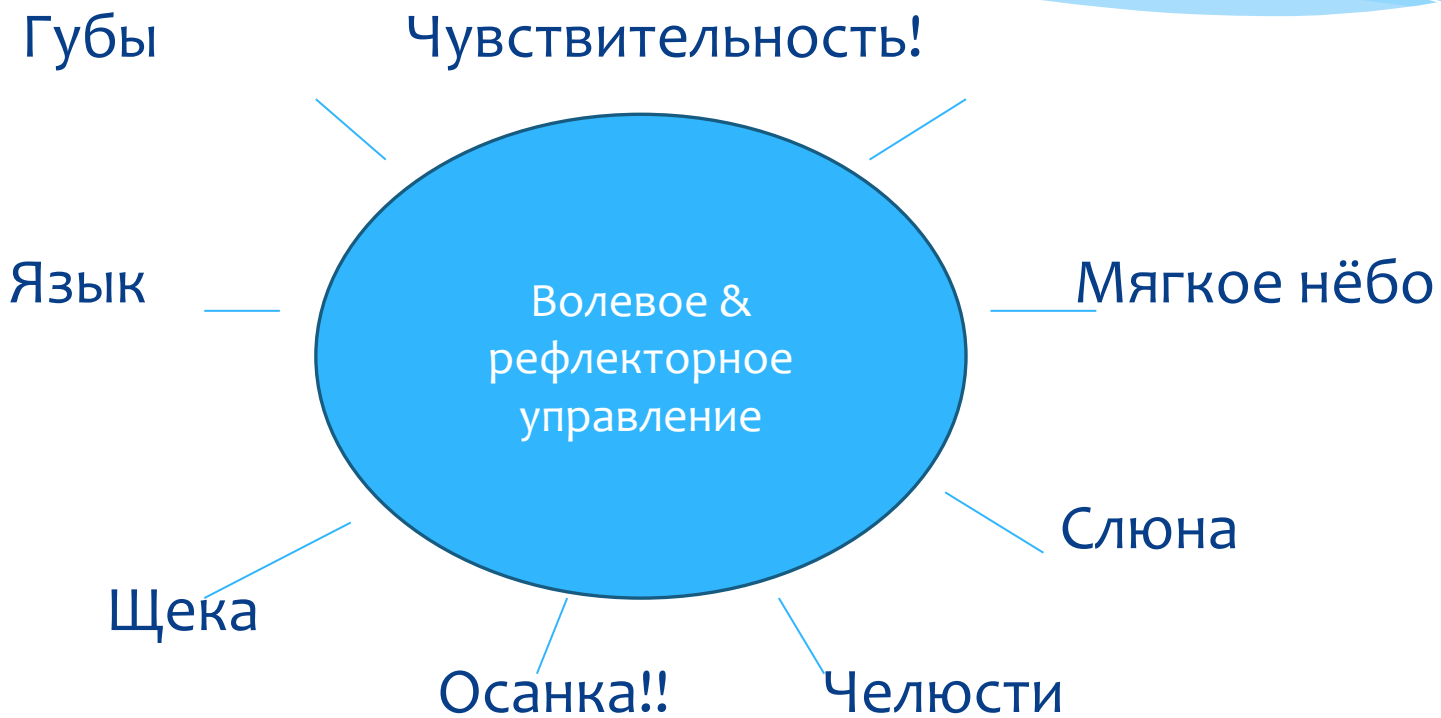 Губы
Чувствительность!
Язык
Волевое &
рефлекторное
управление
Мягкое нёбо
Слюна
Щека
Осанка!!
Челюсти